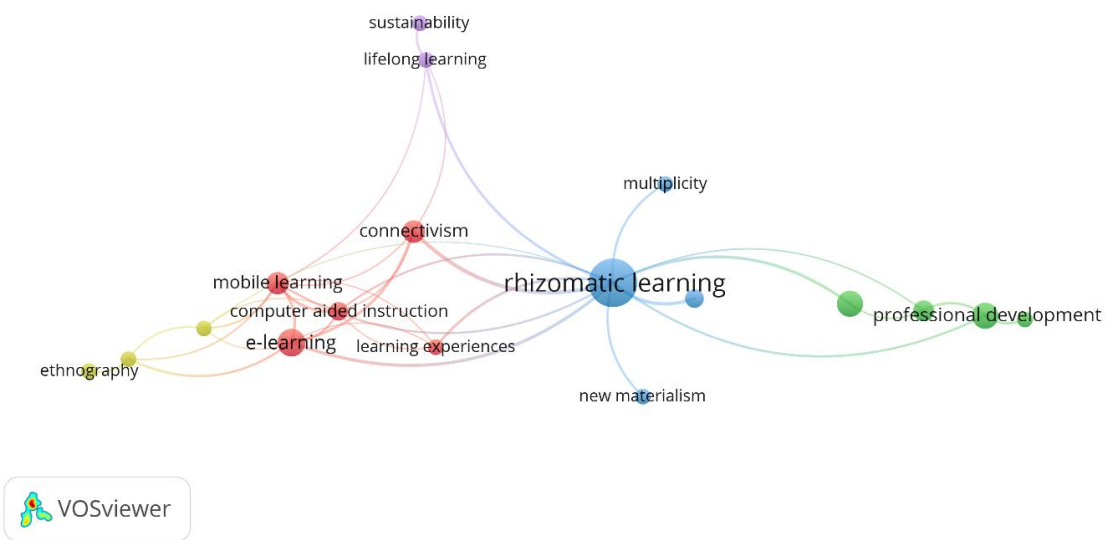 sustainability
lifelong learning
multiplicity
connectivism
mobile learning
rhizomatic learning
computer aided instruction
professional development
e-learning
learning experiences
ethnography
new materialism
VOSviewer